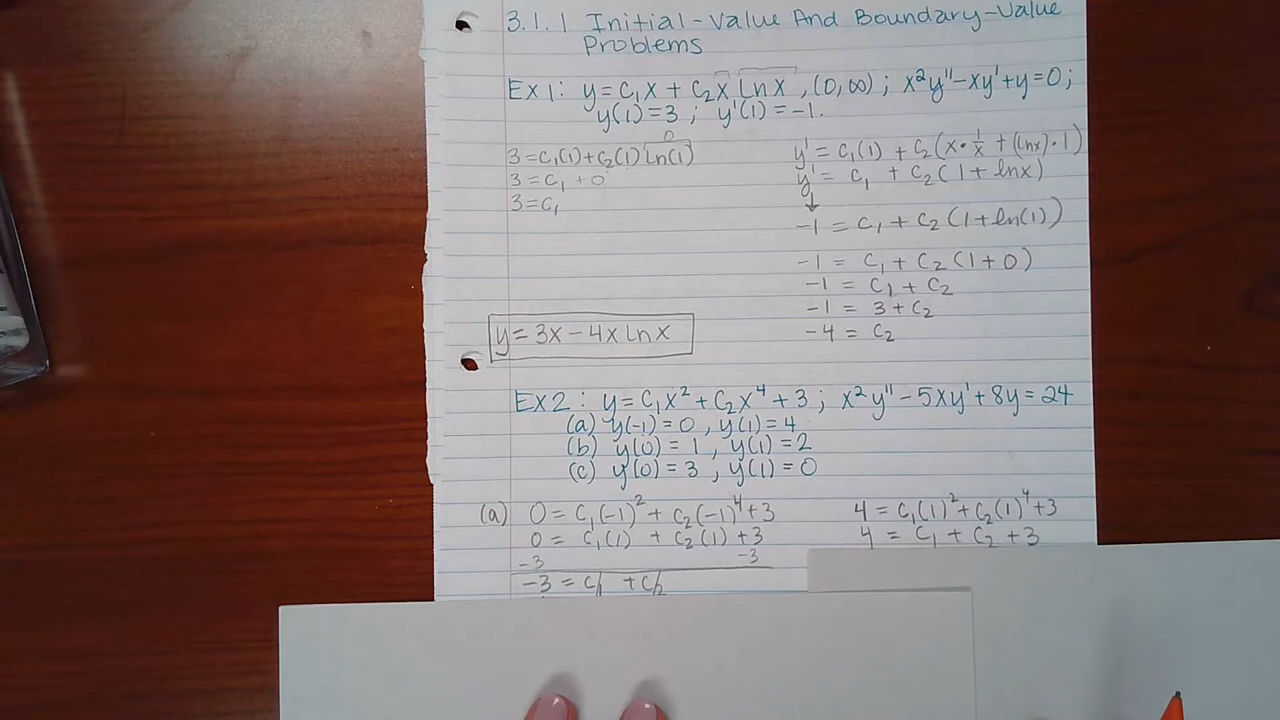 3.1.1 Initial-Value And Boundary-Value
Problems
Ex 1: y = c₁x + c₂x ln x , (0,∞) ; x²y'' - xy' + y = 0 ;
y(1) = 3 ; y'(1) = -1.
0
3 = c₁(1) + c₂(1) ln(1)
3 = c₁ + 0
3 = c₁
y' = c₁(1) + c₂(x • 1/x + (ln x) • 1)
y' = c₁ + c₂(1 + ln x)
↓
-1 = c₁ + c₂(1 + ln(1))
-1 = c₁ + c₂(1+0)
-1 = c₁ + c₂
-1 = 3 + c₂
-4 = c₂
y = 3x - 4x ln x
Ex 2: y = c₁x² + c₂x⁴ + 3 ; x²y'' - 5xy' + 8y = 24
(a) y(-1) = 0 , y(1) = 4
(b) y(0) = 1 , y(1) = 2
(c) y(0) = 3 , y(1) = 0
(a) 0 = c₁(-1)² + c₂(-1)⁴ + 3
0 = c₁(1) + c₂(1) + 3
-3 -3
-3 = c₁ + c₂
4 = c₁(1)² + c₂(1)⁴ + 3
4 = c₁ + c₂ + 3